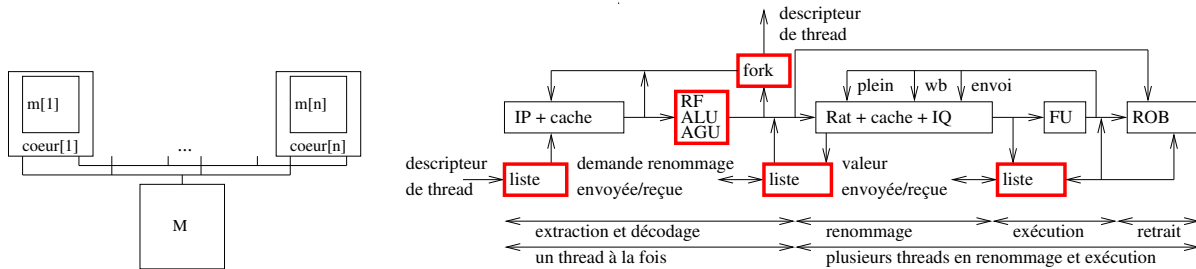 m[1]
m[n]
coeur[1]
...
coeur[n]
M
descripteur
de thread
fork
plein
wb
envoi
RF
ALU
AGU
IP + cache
Rat + cache + IQ
FU
ROB
descripteur
de thread
liste
demande renommage
envoyée/reçue
liste
valeur
envoyée/reçue
liste
extraction et décodage
renommage
exécution
retrait
un thread à la fois
plusieurs threads en renommage et exécution